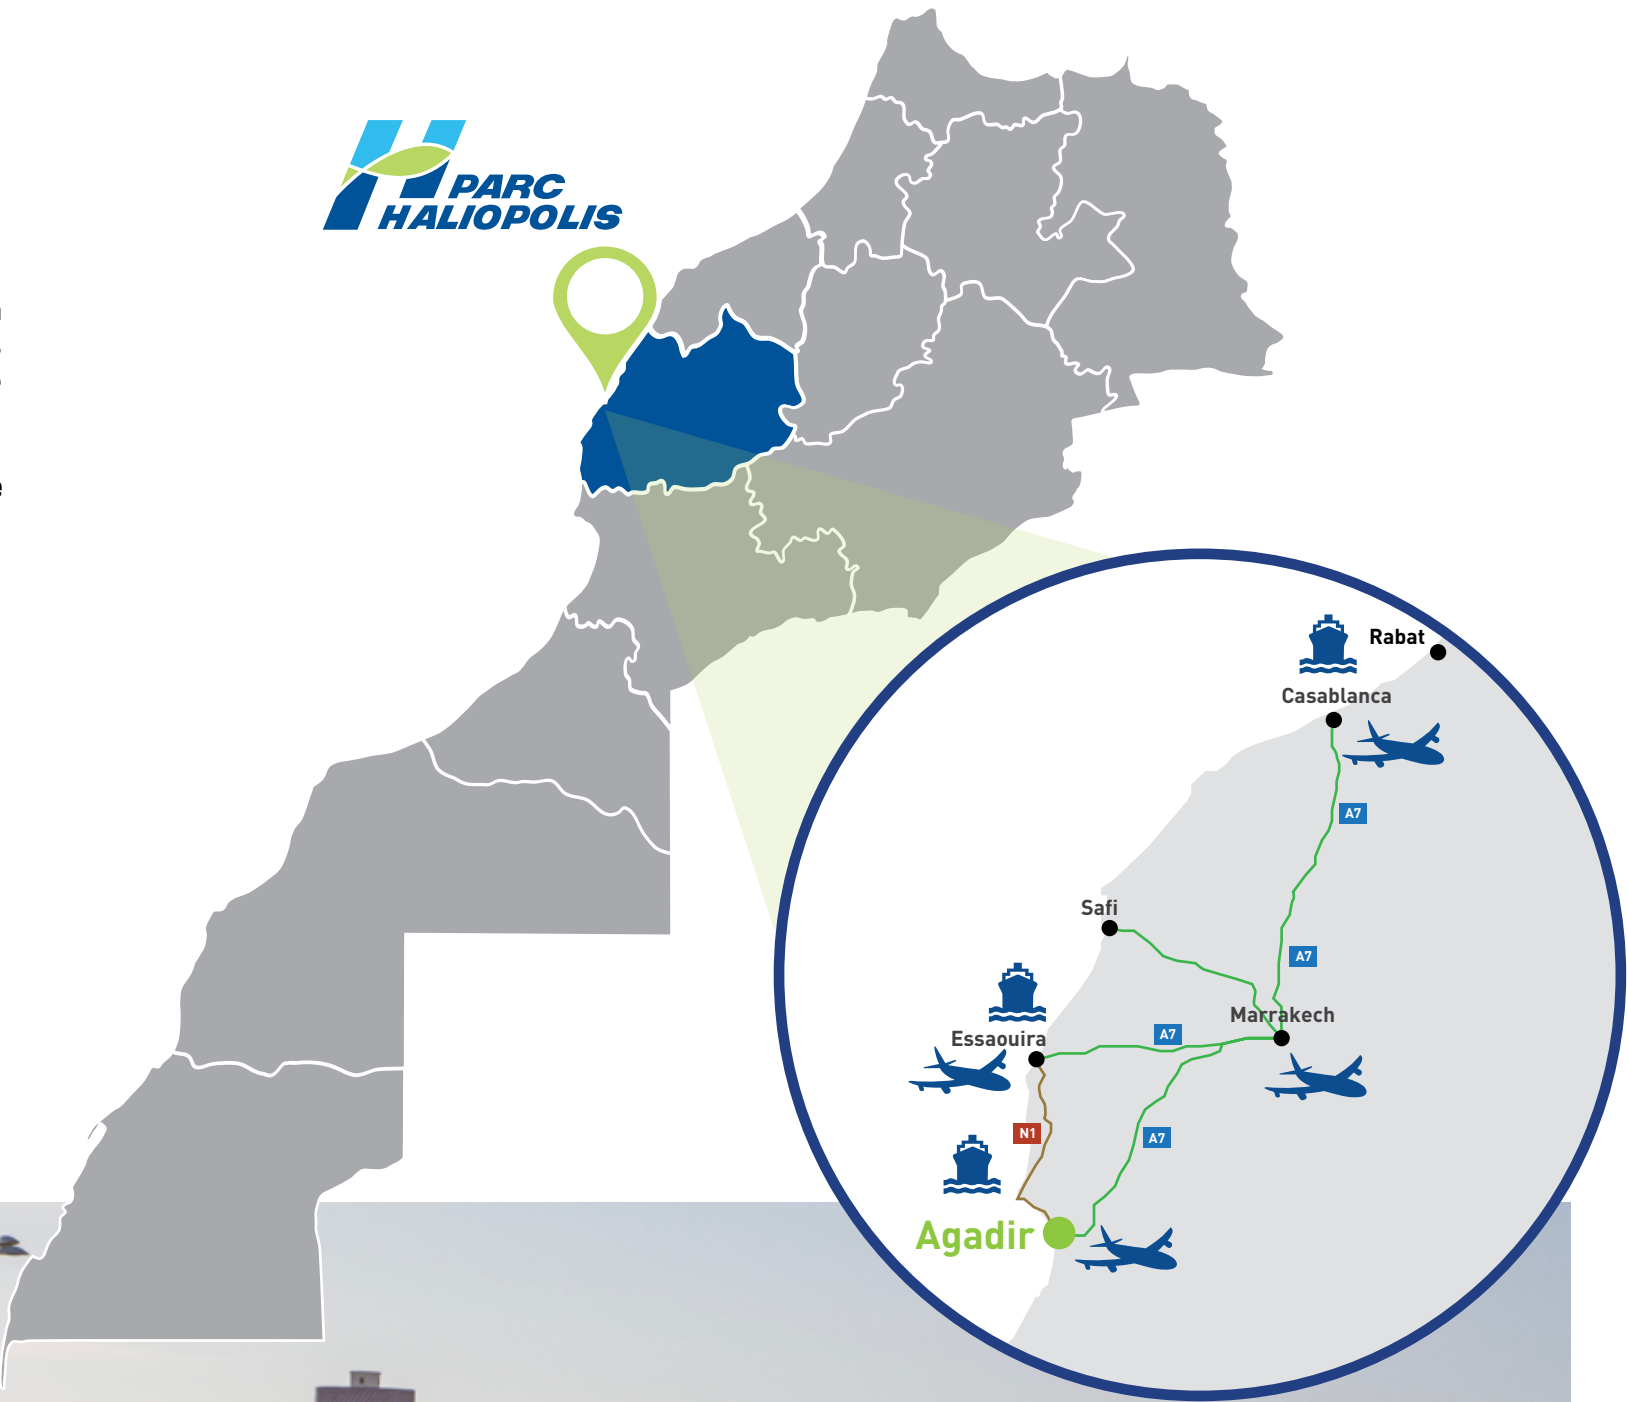 PARC
HALIOPOLIS
Rabat
Casablanca
A7
Safi
A7
Marrakech
A7
Essaouira
N1
A7
Agadir